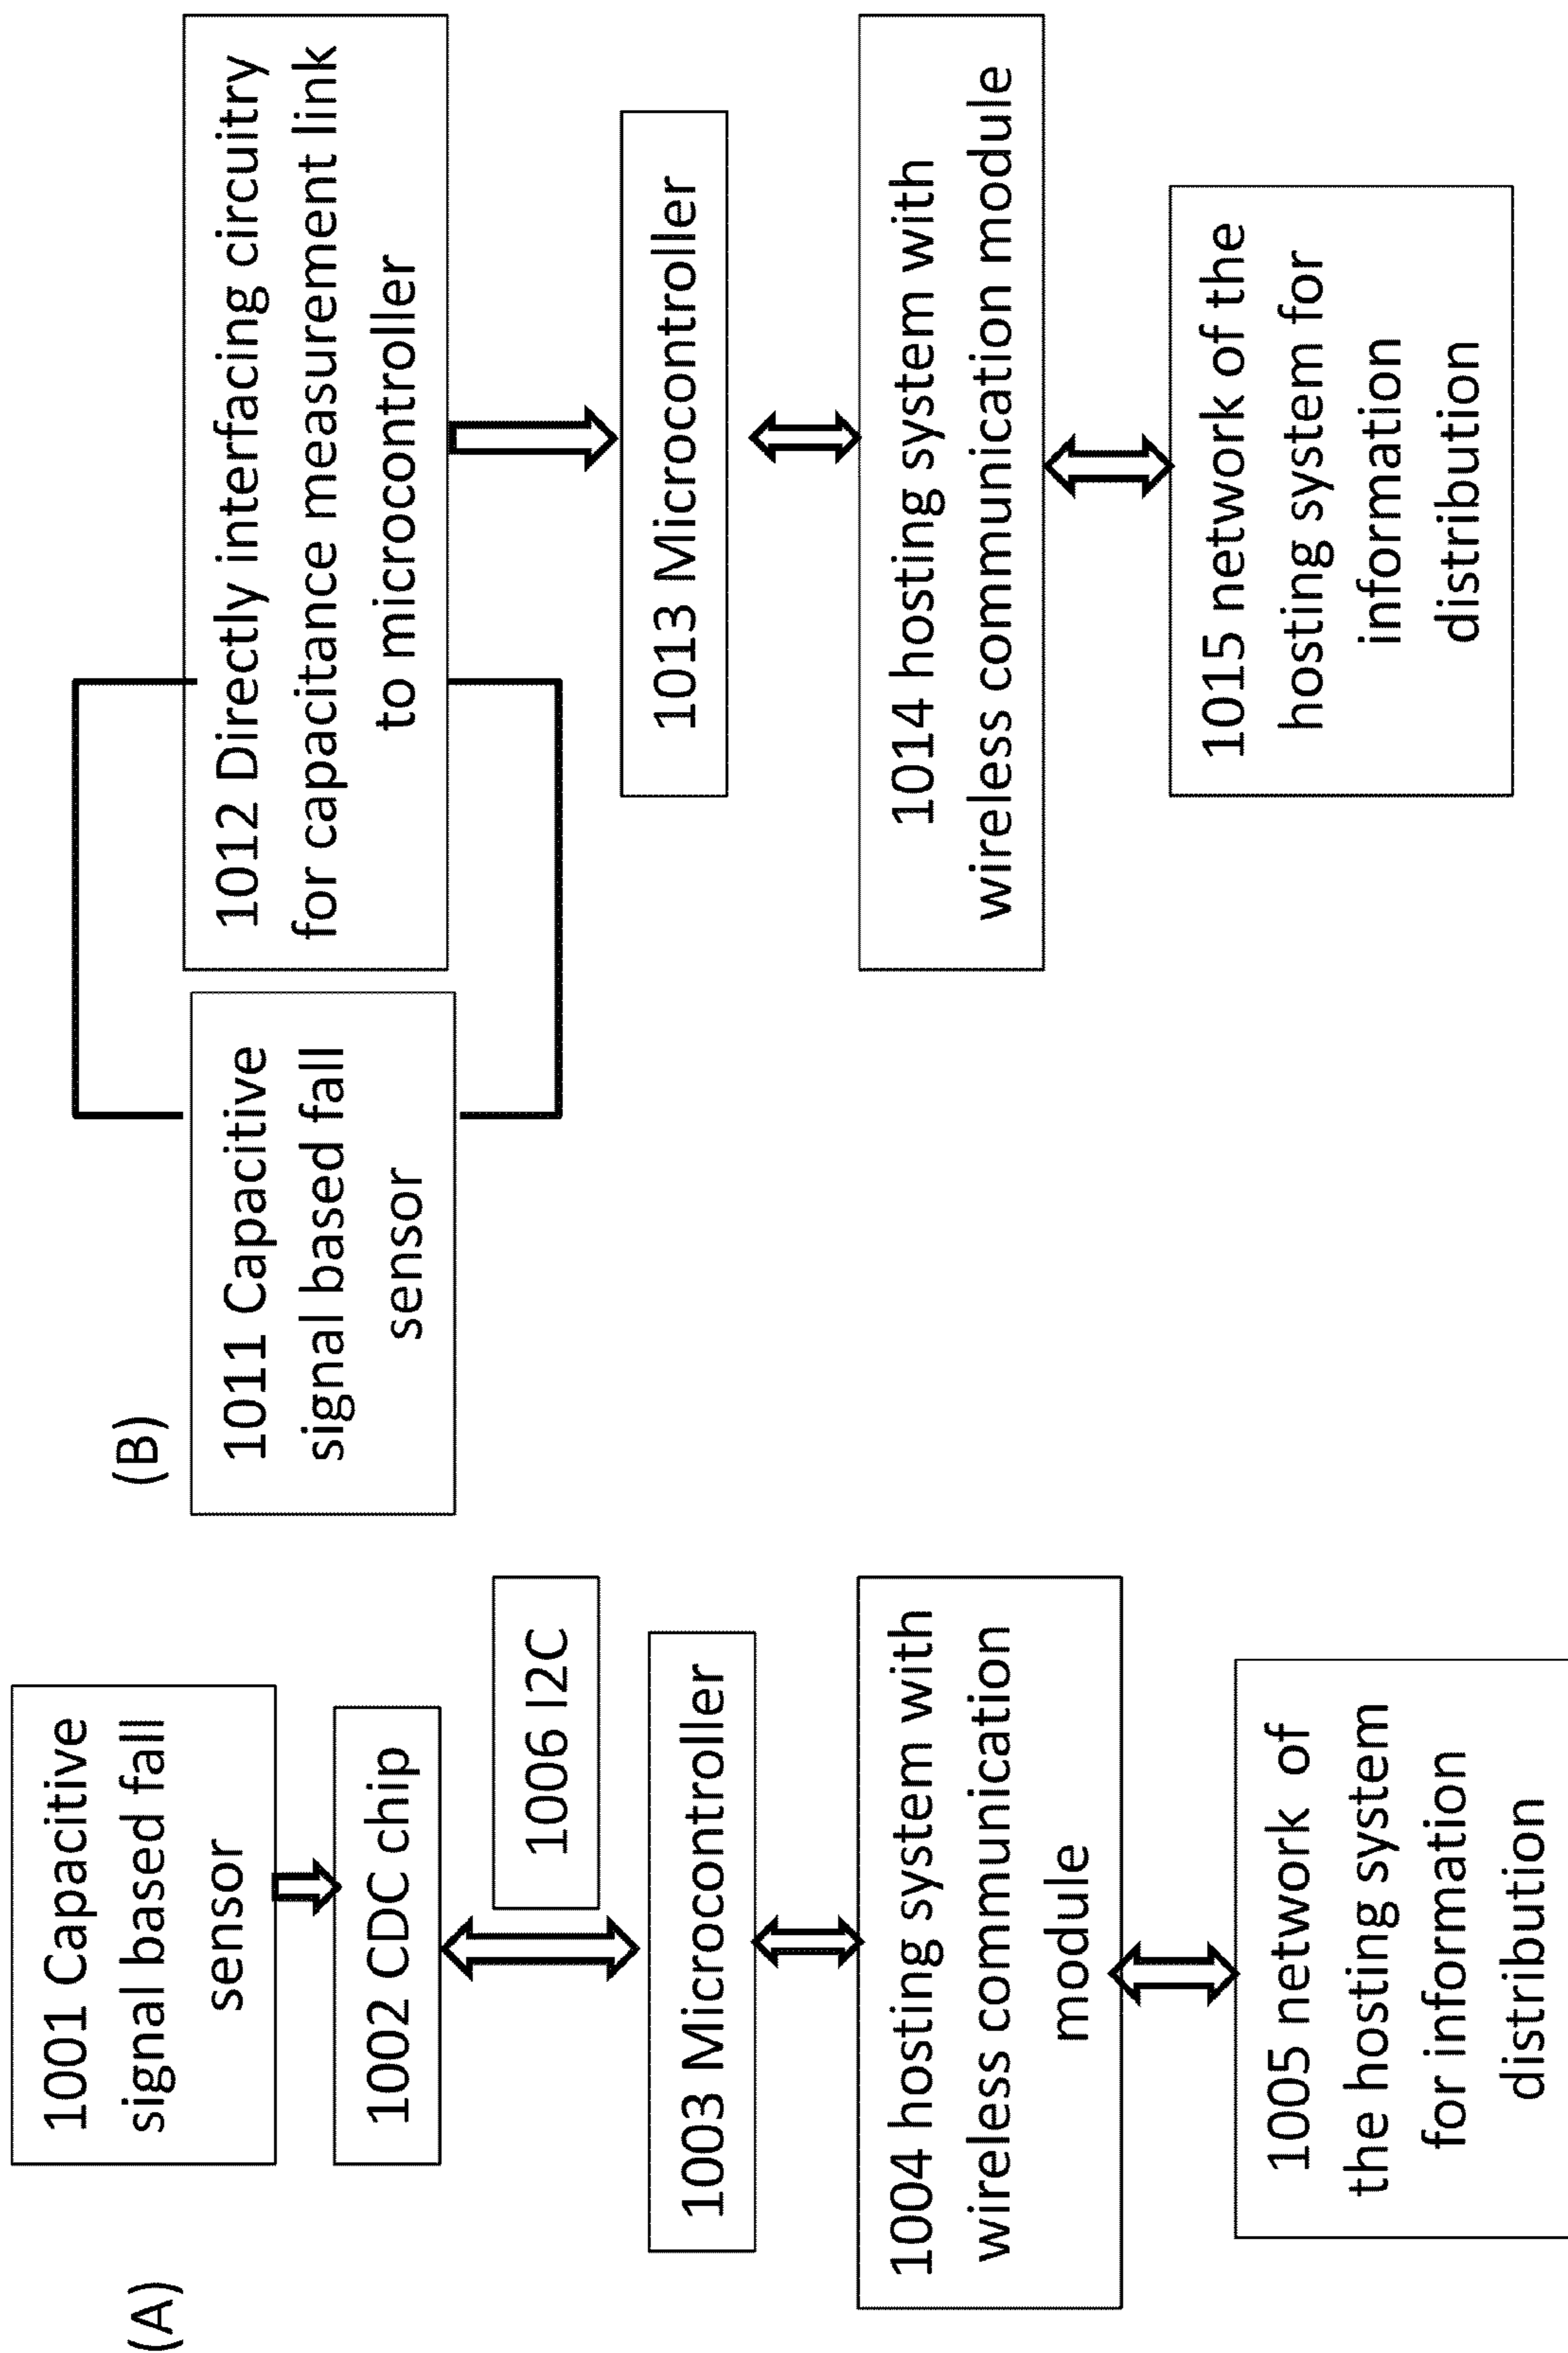 (A)
1001 Capacitive
signal based fall
sensor
1002 CDC chip
1006 I2C
1003 Microcontroller
1004 hosting system with
wireless communication
module
1005 network of
the hosting system
for information
distribution
(B)
1011 Capacitive
signal based fall
sensor
1012 Directly interfacing circuitry
for capacitance measurement link
to microcontroller
1013 Microcontroller
1014 hosting system with
wireless communication module
1015 network of the
hosting system for
information
distribution